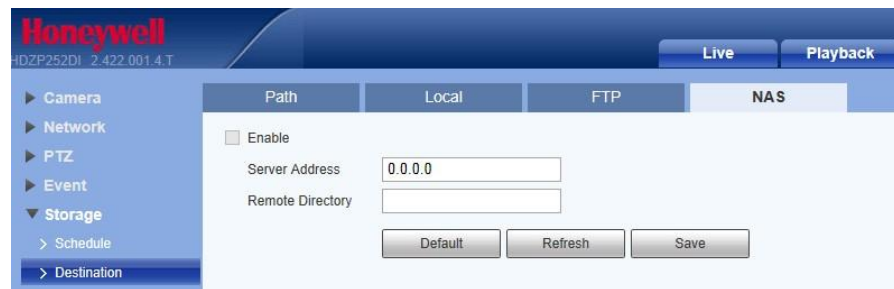 Honeywell
HDZP252DI 2.422.001.4.T
Live Playback
Camera
Network
PTZ
Event
Storage
> Schedule
> Destination
Path Local FTP NAS
Enable
Server Address 0.0.0.0
Remote Directory
Default Refresh Save